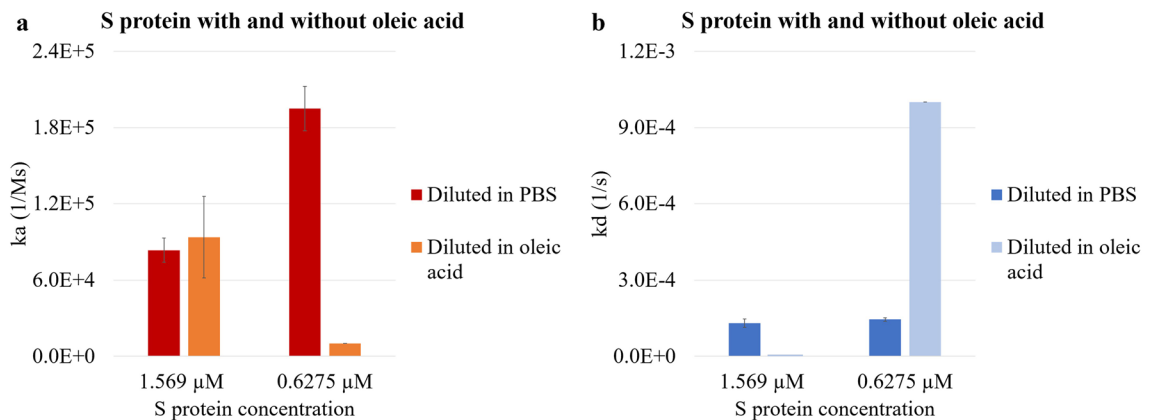 a
S protein with and without oleic acid
2.4E+5
1.8E+5
1.2E+5
6.0E+4
0.0E+0
ka (1/Ms)
1.569 µM
0.6275 µM
S protein concentration
Diluted in PBS
Diluted in oleic
acid
b
S protein with and without oleic acid
1.2E-3
9.0E-4
6.0E-4
3.0E-4
0.0E+0
kd (1/s)
1.569 µM
0.6275 µM
S protein concentration
Diluted in PBS
Diluted in oleic
acid